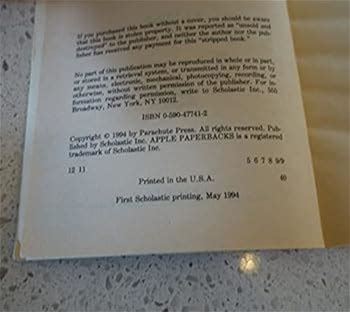 If you purchased this book without a cover, you should be aware
that this book is stolen property. It was reported as "unsold and
destroyed" to the publisher, and neither the author nor the pub-
lisher has received any payment for this "stripped book."
No part of this publication may be reproduced in whole or in part,
or stored in a retrieval system, or transmitted in any form or by
any means, electronic, mechanical, photocopying, recording, or
otherwise, without written permission of the publisher. For in-
formation regarding permission, write to Scholastic Inc., 555
Broadway, New York, NY 10012.
ISBN 0-590-47741-2
Copyright © 1994 by Parachute Press. All rights reserved. Pub-
lished by Scholastic Inc. APPLE PAPERBACKS is a registered
trademark of Scholastic Inc.
12 11 5 6 7 8 9/9
Printed in the U.S.A. 40
First Scholastic printing, May 1994